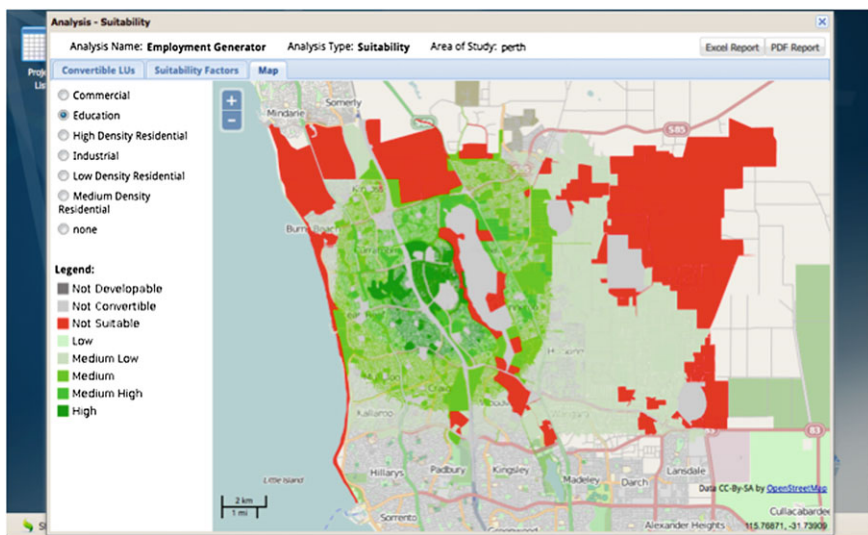 Analysis - Suitability
Analysis Name: Employment Generator Analysis Type: Suitability Area of Study: perth
Excel Report PDF Report
Convertible LUs Suitability Factors Map
Commercial
Education
High Density Residential
Industrial
Low Density Residential
Medium Density
Residential
none
Legend:
Not Developable
Not Convertible
Not Suitable
Low
Medium Low
Medium
Medium High
High
+
−
Somerly
Mindarie
S85
Burns Beach
Kallaroo
Hillarys
Padbury
Kingsley
Madeley
Darch
Lansdale
83
Little Island
2 km
1 mi
Sorrento
Alexander Heights
Cullacabardee
Data CC-By-SA by OpenStreetMap
115.76871, -31.73909